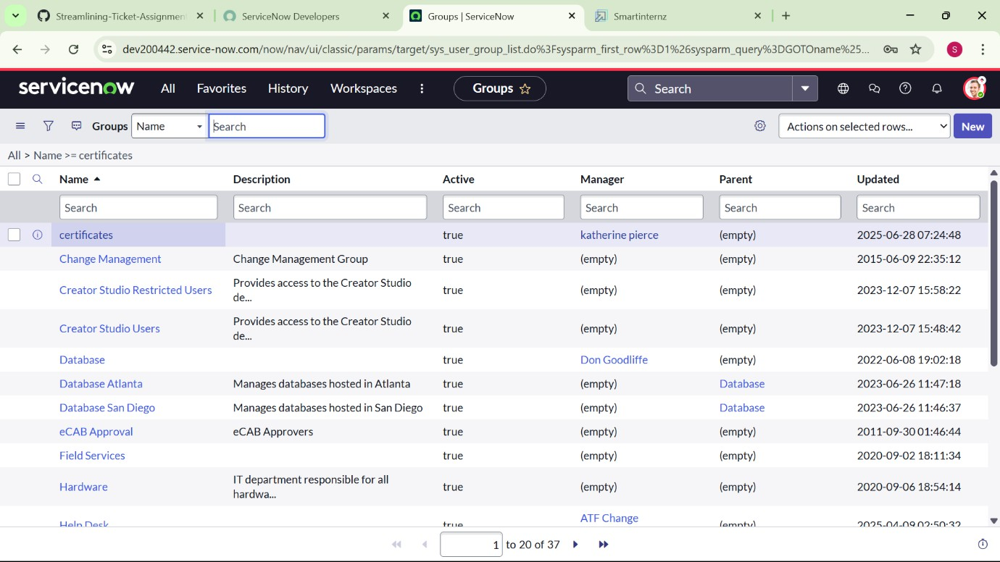 Streamlining-Ticket-Assignment
ServiceNow Developers
Groups | ServiceNow
Smartinternz
dev200442.service-now.com/now/nav/ui/classic/params/target/sys_user_group_list.do%3Fsysparm_first_row%3D1%26sysparm_query%3DGOTOname%25...
S
servicenow All Favorites History Workspaces Groups Search
Groups Name Search Actions on selected rows... New
All > Name >= certificates
Name Description Active Manager Parent Updated
Search Search Search Search Search Search
certificates true katherine pierce (empty) 2025-06-28 07:24:48
Change Management Change Management Group true (empty) (empty) 2015-06-09 22:35:12
Creator Studio Restricted Users Provides access to the Creator Studio de... true (empty) (empty) 2023-12-07 15:58:22
Creator Studio Users Provides access to the Creator Studio de... true (empty) (empty) 2023-12-07 15:48:42
Database true Don Goodliffe (empty) 2022-06-08 19:02:18
Database Atlanta Manages databases hosted in Atlanta true (empty) Database 2023-06-26 11:47:18
Database San Diego Manages databases hosted in San Diego true (empty) Database 2023-06-26 11:46:37
eCAB Approval eCAB Approvers true (empty) (empty) 2011-09-30 01:46:44
Field Services true (empty) (empty) 2020-09-02 18:11:34
Hardware IT department responsible for all hardwa... true (empty) (empty) 2020-09-06 18:54:14
Help Desk true ATF Change (empty) 2025-04-09 02:50:32
1 to 20 of 37